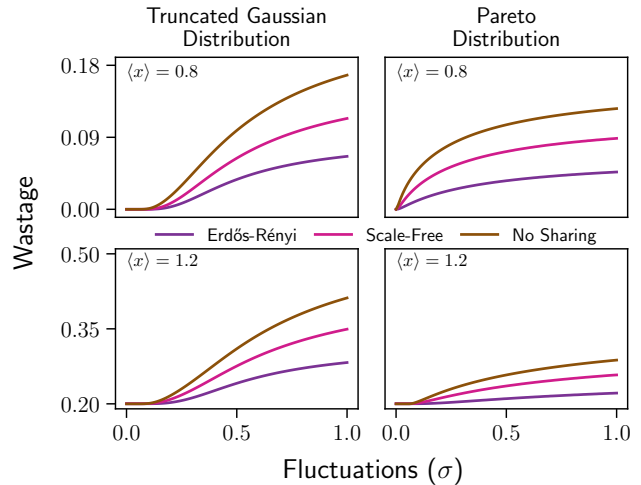 Truncated Gaussian
Distribution
Pareto
Distribution
0.18
0.09
0.00
⟨x⟩ = 0.8
⟨x⟩ = 0.8
Wastage
Erdős-Rényi
Scale-Free
No Sharing
0.50
0.35
0.20
⟨x⟩ = 1.2
⟨x⟩ = 1.2
0.0
0.5
1.0
0.0
0.5
1.0
Fluctuations (σ)